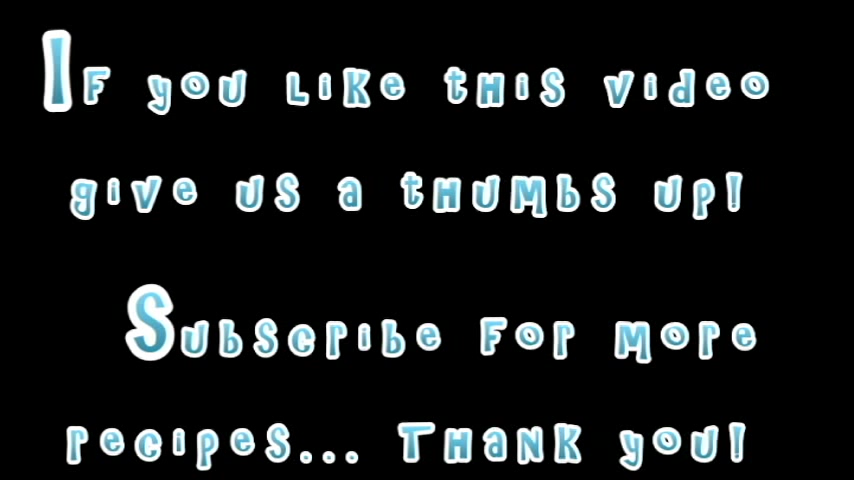 If you like this video
give us a thumbs up!
Subscribe for more
recipes... Thank you!